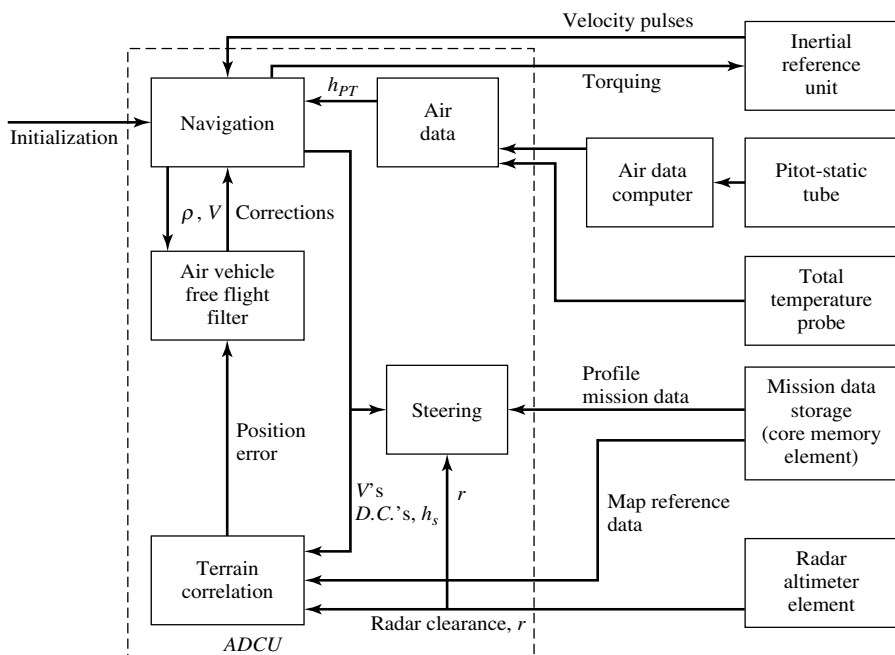 Velocity pulses
Inertial
reference
unit
Torquing
h_PT
Air
data
Navigation
Initialization
Air data
computer
Pitot-static
tube
ρ, V Corrections
Air vehicle
free flight
filter
Total
temperature
probe
Profile
mission data
Mission data
storage
(core memory
element)
Steering
Position
error
r
V's
D.C.'s, h_s
Map reference
data
Terrain
correlation
Radar
altimeter
element
Radar clearance, r
ADCU